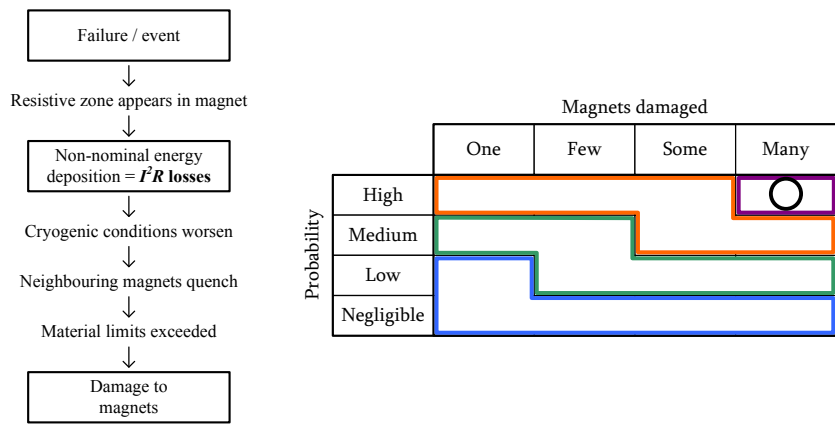 Failure / event
Resistive zone appears in magnet
Non-nominal energy
deposition = I²R losses
Cryogenic conditions worsen
Neighbouring magnets quench
Material limits exceeded
Damage to
magnets
Magnets damaged
One Few Some Many
Probability
High
Medium
Low
Negligible